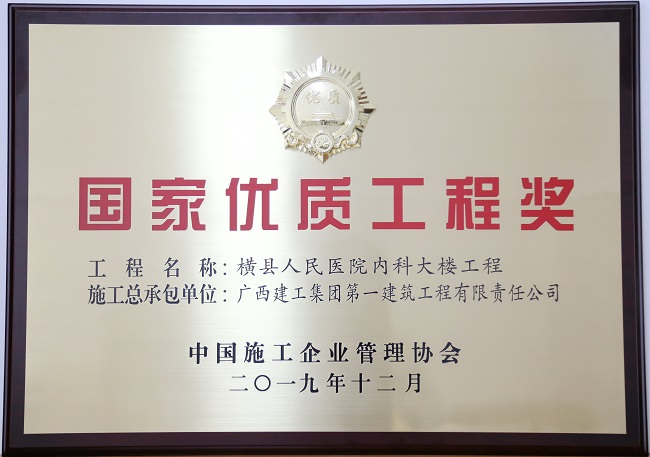 优质
国家优质工程奖
工程名称：横县人民医院内科大楼工程
施工总承包单位：广西建工集团第一建筑工程有限责任公司
中国施工企业管理协会
二〇一九年十二月